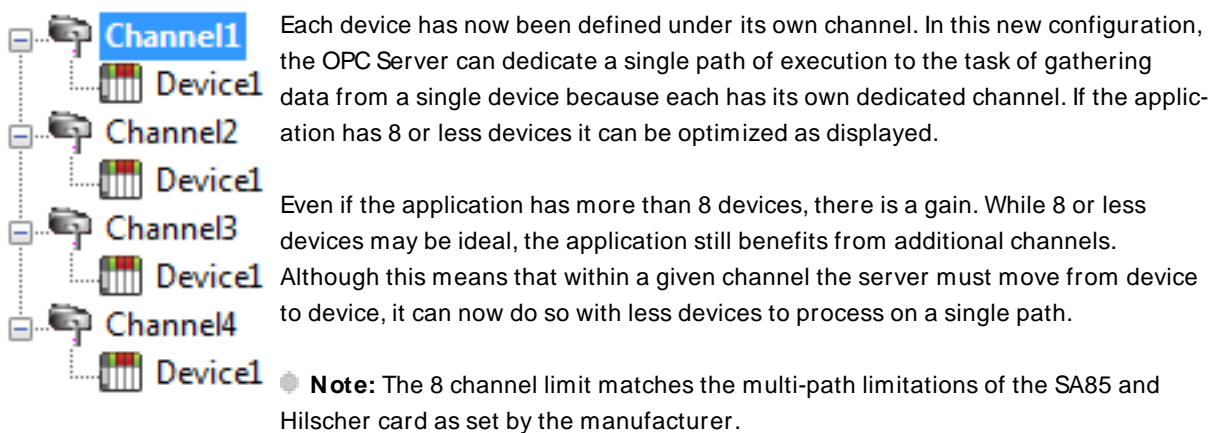 Channel1
Device1
Channel2
Device1
Channel3
Device1
Channel4
Device1
Each device has now been defined under its own channel. In this new configuration,
the OPC Server can dedicate a single path of execution to the task of gathering
data from a single device because each has its own dedicated channel. If the applic-
ation has 8 or less devices it can be optimized as displayed.
Even if the application has more than 8 devices, there is a gain. While 8 or less
devices may be ideal, the application still benefits from additional channels.
Although this means that within a given channel the server must move from device
to device, it can now do so with less devices to process on a single path.
Note: The 8 channel limit matches the multi-path limitations of the SA85 and
Hilscher card as set by the manufacturer.